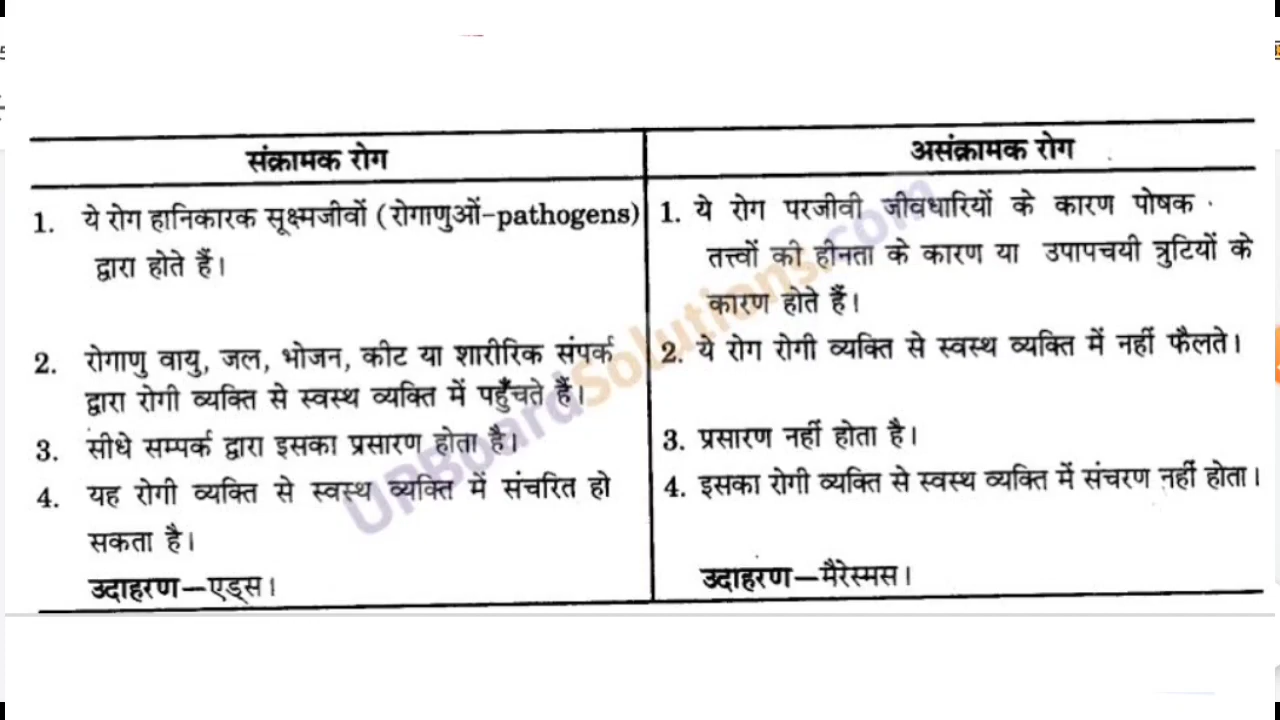 संक्रामक रोग
1. ये रोग हानिकारक सूक्ष्मजीवों (रोगाणुओं-pathogens)
द्वारा होते हैं।
2. रोगाणु वायु, जल, भोजन, कीट या शारीरिक संपर्क
द्वारा रोगी व्यक्ति से स्वस्थ व्यक्ति में पहुँचते हैं।
3. सीधे सम्पर्क द्वारा इसका प्रसारण होता है।
4. यह रोगी व्यक्ति से स्वस्थ व्यक्ति में संचरित हो
सकता है।
उदाहरण—एड्स।
असंक्रामक रोग
1. ये रोग परजीवी जीवधारियों के कारण पोषक
तत्त्वों की हीनता के कारण या उपापचयी त्रुटियों के
कारण होते हैं।
2. ये रोग रोगी व्यक्ति से स्वस्थ व्यक्ति में नहीं फैलते।
3. प्रसारण नहीं होता है।
4. इसका रोगी व्यक्ति से स्वस्थ व्यक्ति में संचरण नहीं होता।
उदाहरण—मैरेस्मस।
UPBoardSolutions.com